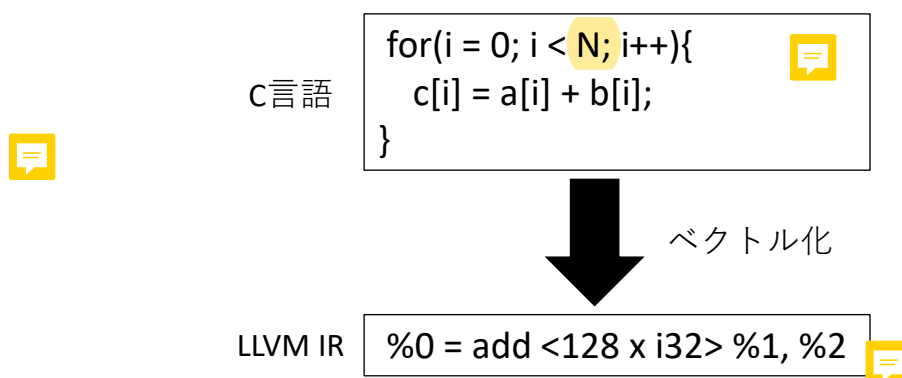 for(i = 0; i < N; i++){
C言語
c[i] = a[i] + b[i];
}
ベクトル化
LLVM IR
%0 = add <128 x i32> %1, %2